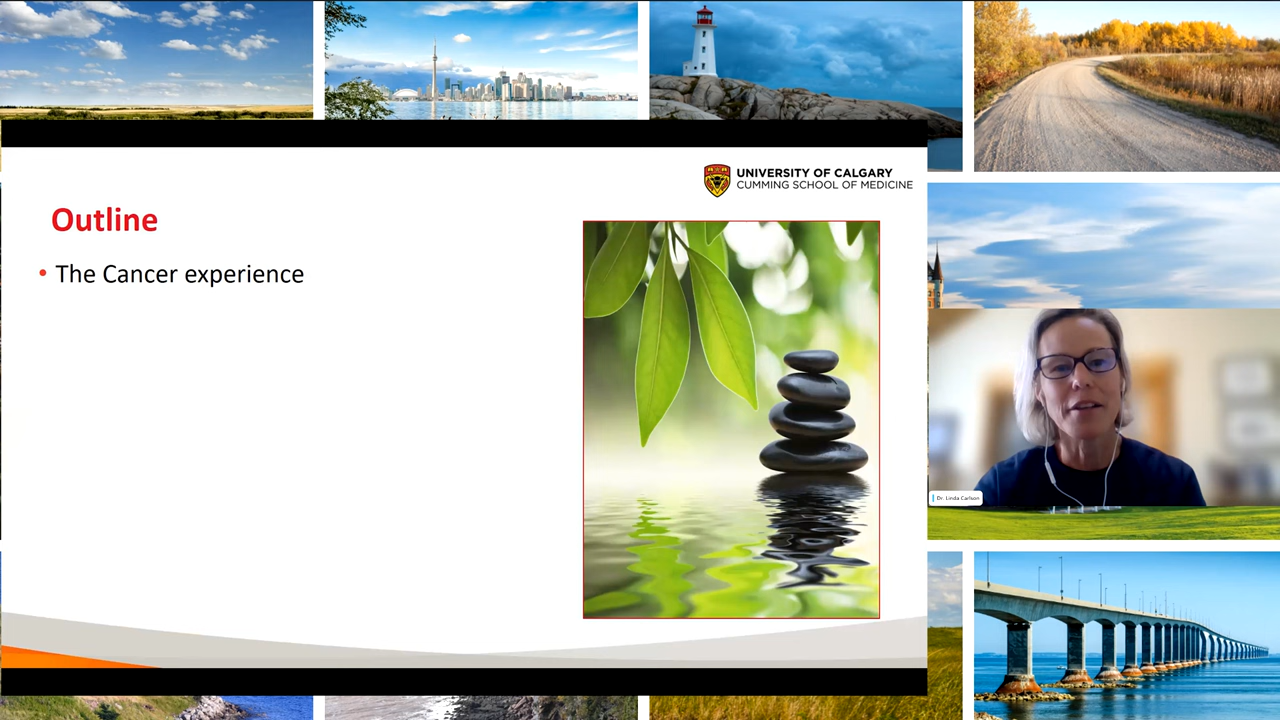 UNIVERSITY OF CALGARY
CUMMING SCHOOL OF MEDICINE
Outline
• The Cancer experience
Dr. Linda Carlson